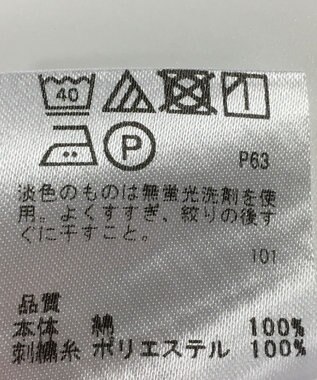 40
P
P63
淡色のものは無蛍光洗剤を使
用。よくすすぎ、絞りの後す
ぐに干すこと。
101
品質
本体 綿 100%
刺繍糸 ポリエステル 100%